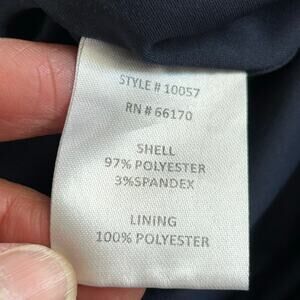 STYLE # 10057
RN # 66170
SHELL
97% POLYESTER
3%SPANDEX
LINING
100% POLYESTER